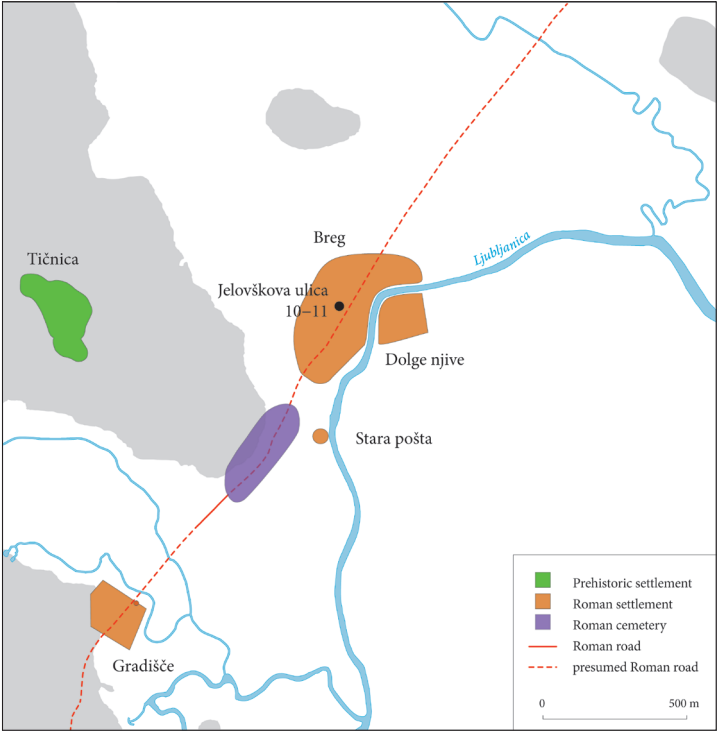 Breg
Ljubljanica
Tičnica
Jelovškova ulica
10–11
Dolge njive
Stara pošta
Gradišče
Prehistoric settlement
Roman settlement
Roman cemetery
Roman road
presumed Roman road
0 500 m